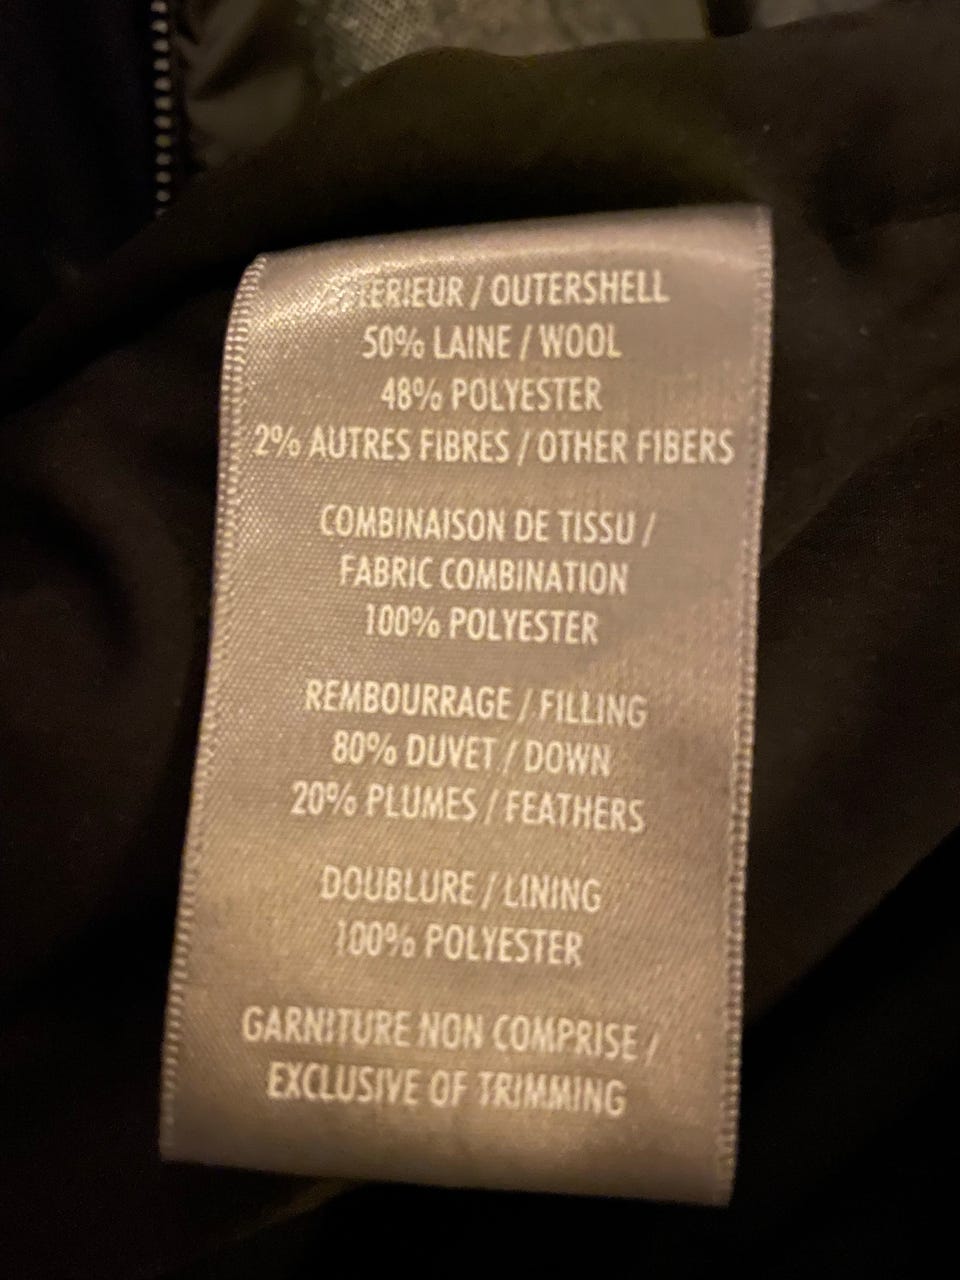 / OUTERSHELL
50% LAINE / WOOL
48% POLYESTER
2% AUTRES FIBRES / OTHER FIBERS
COMBINAISON DE TISSU /
FABRIC COMBINATION
100% POLYESTER
REMBOURRAGE / FILLING
80% DUVET / DOWN
20% PLUMES / FEATHERS
DOUBLURE / LINING
100% POLYESTER
GARNITURE NON COMPRISE /
EXCLUSIVE OF TRIMMING